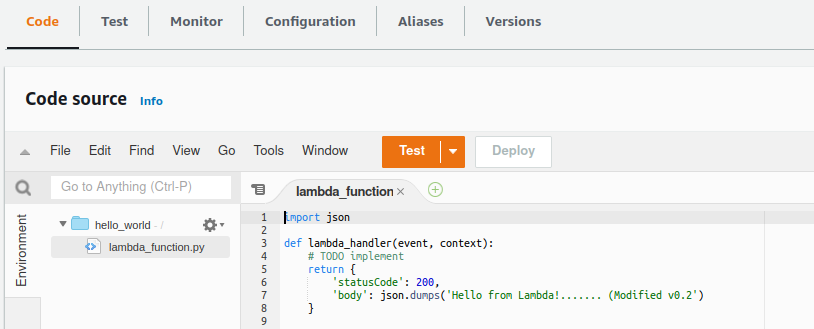 Code Test Monitor Configuration Aliases Versions
Code source Info
File Edit Find View Go Tools Window Test Deploy
Go to Anything (Ctrl-P)
lambda_function ×
Environment
hello_world - /
lambda_function.py
1 import json
2
3 def lambda_handler(event, context):
4     # TODO implement
5     return {
6         'statusCode': 200,
7         'body': json.dumps('Hello from Lambda!....... (Modified v0.2')
8     }
9